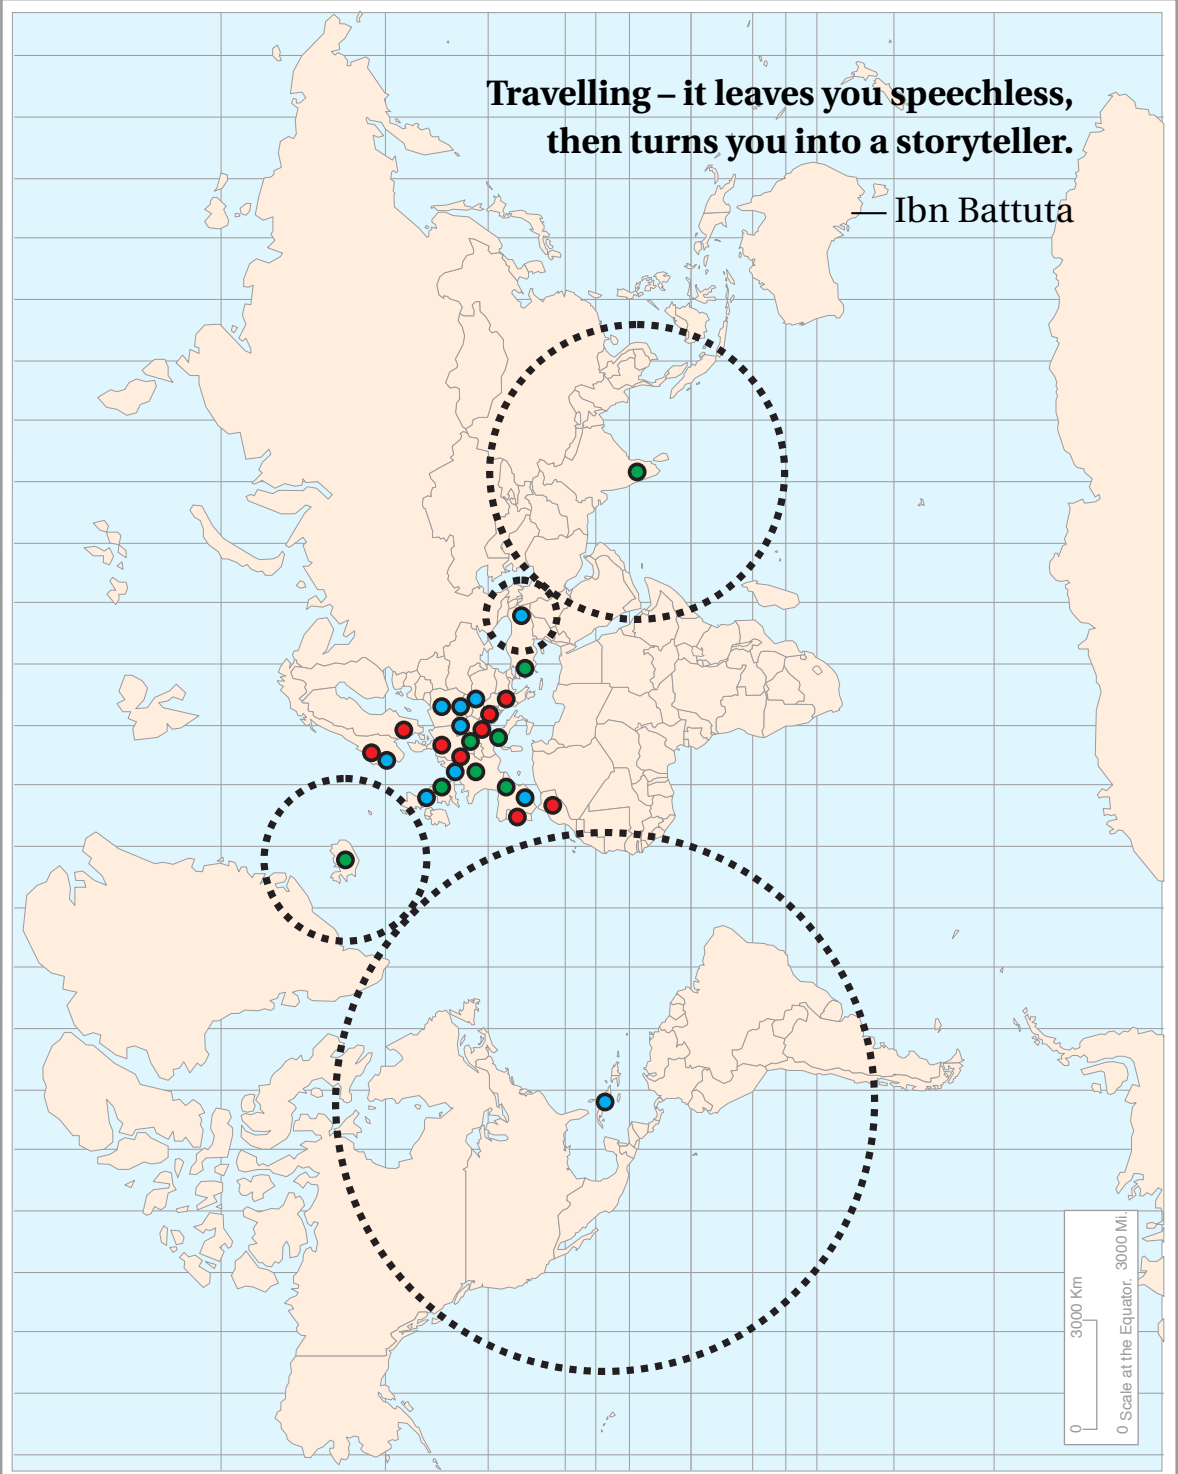 Travelling – it leaves you speechless,
then turns you into a storyteller.
— Ibn Battuta
0 3000 Km
0 Scale at the Equator. 3000 Mi.